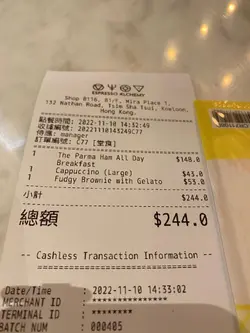 ESPRESSO ALCHEMY
Shop B116, B1/F, Mira Place 1,
132 Nathan Road, Tsim Sha Tsui, Kowloon,
Hong Kong.
點餐時間: 2022-11-10 14:32:49
收據編號: 20221110143249C77
侍應: manager
訂單編號: C77 [堂食]
1 The Parma Ham All Day Breakfast $148.0
1 Cappuccino (Large) $43.0
1 Fudgy Brownie with Gelato $53.0
小計 $244.0
總額 $244.0
-- Cashless Transaction Information --
Date/Time : 2022-11-10 14:33:02
MERCHANT ID : ***************
TERMINAL ID : ********
BATCH NUM : 000405